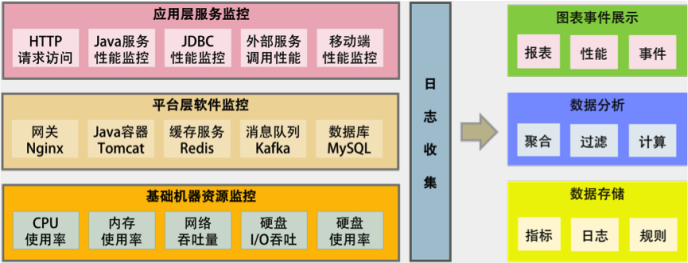 应用层服务监控
HTTP
请求访问
Java服务
性能监控
JDBC
性能监控
外部服务
调用性能
移动端
性能监控
平台层软件监控
网关
Nginx
Java容器
Tomcat
缓存服务
Redis
消息队列
Kafka
数据库
MySQL
基础机器资源监控
CPU
使用率
内存
使用率
网络
吞吐量
硬盘
I/O吞吐
硬盘
使用率
日
志
收
集
图表事件展示
报表
性能
事件
数据分析
聚合
过滤
计算
数据存储
指标
日志
规则